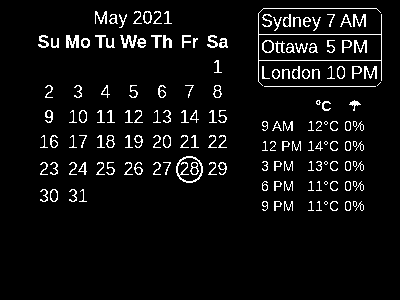 May 2021
Su Mo Tu We Th Fr Sa
1
2 3 4 5 6 7 8
9 10 11 12 13 14 15
16 17 18 19 20 21 22
23 24 25 26 27 28 29
30 31
Sydney 7 AM
Ottawa 5 PM
London 10 PM
°C ☂
9 AM 12°C 0%
12 PM 14°C 0%
3 PM 13°C 0%
6 PM 11°C 0%
9 PM 11°C 0%